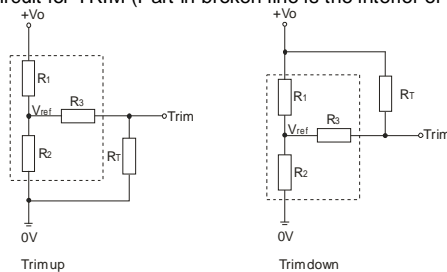 circuit for TRIM (Part in broken line is the interior of
+Vo
R1
Vref
R3
Trim
R2
RT
0V
Trim up
+Vo
R1
RT
Vref
R3
Trim
R2
0V
Trim down